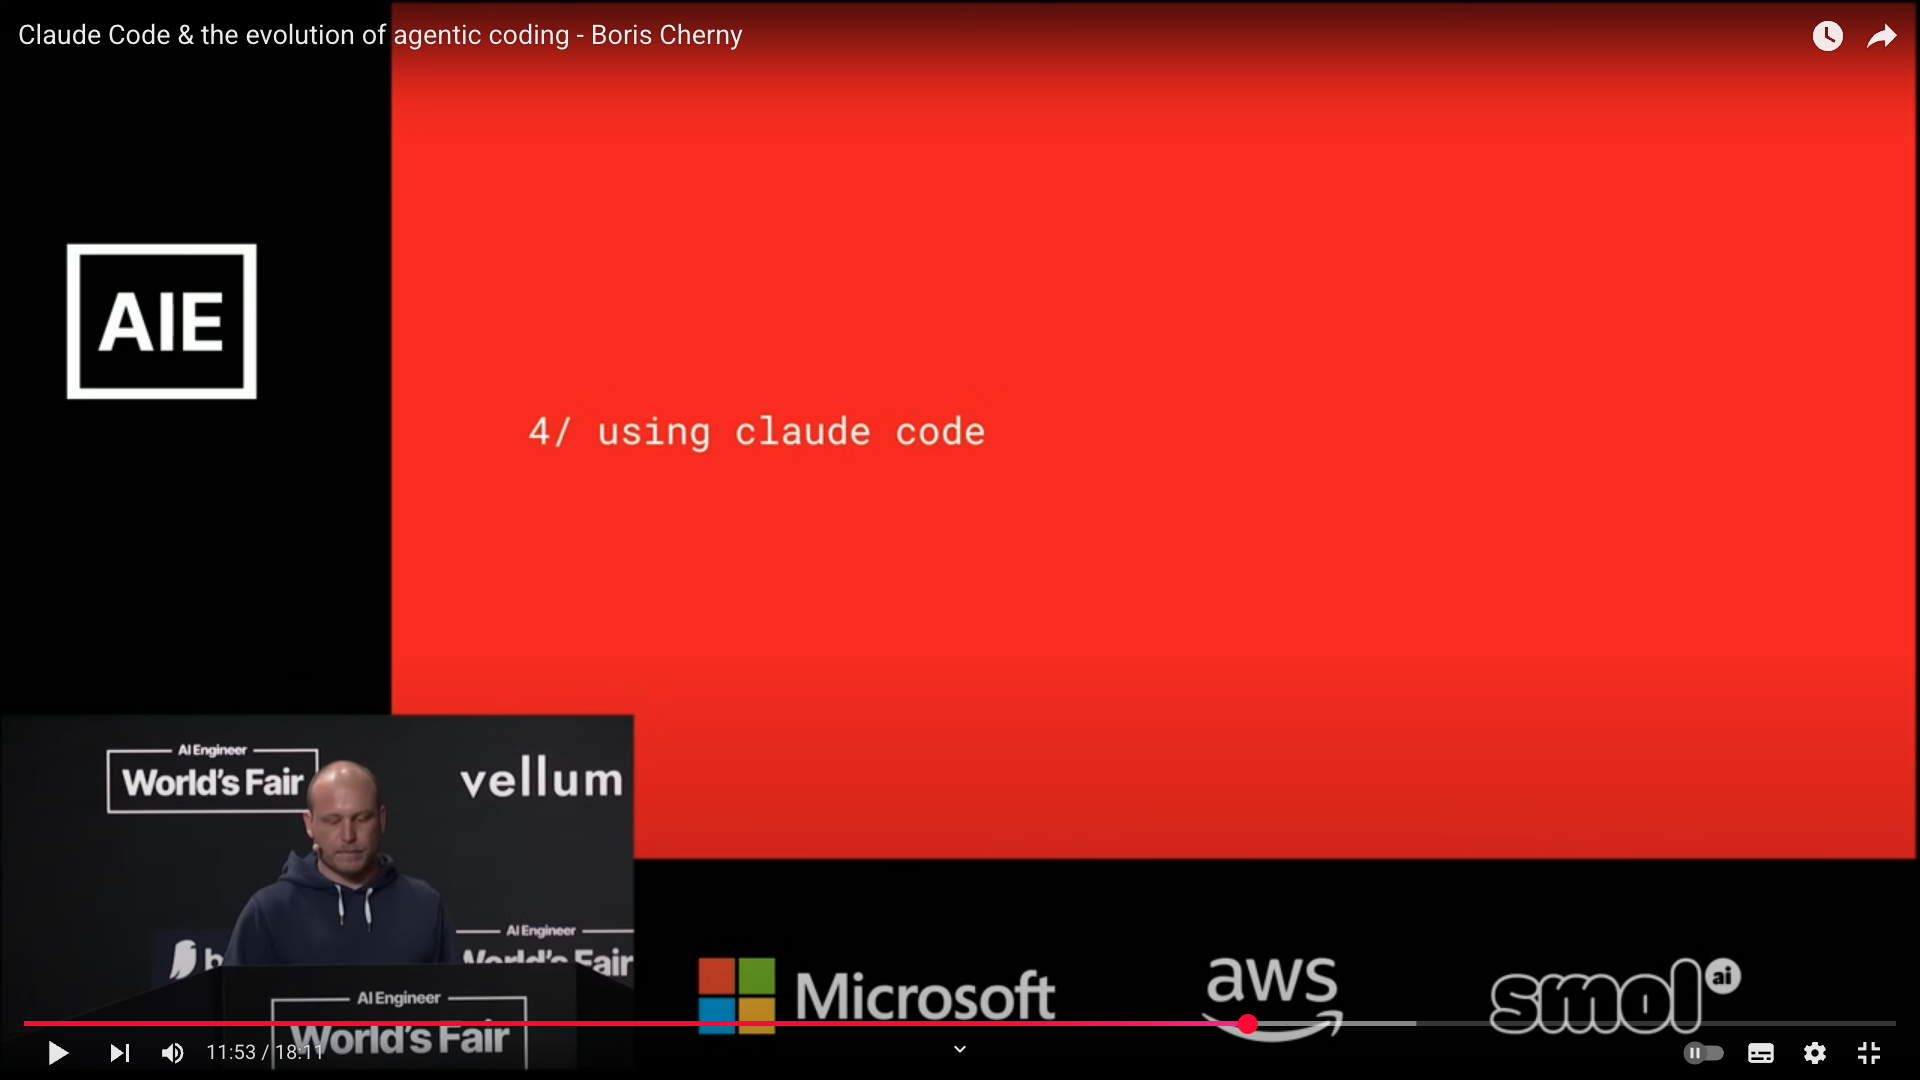 Claude Code & the evolution of agentic coding - Boris Cherny
AIE
4/ using claude code
AI Engineer
World's Fair
vellum
b
AI Engineer
World's Fair
AI Engineer
World's Fair
Microsoft
aws
smol ai
11:53 / 18:11